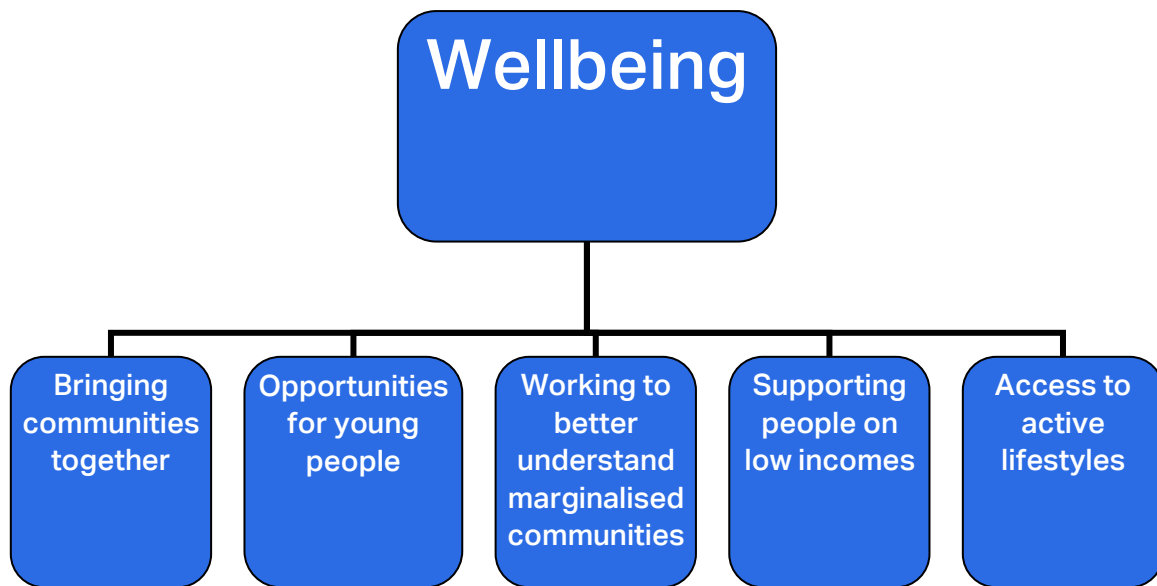 Wellbeing
Bringing
communities
together
Opportunities
for young
people
Working to
better
understand
marginalised
communities
Supporting
people on
low incomes
Access to
active
lifestyles